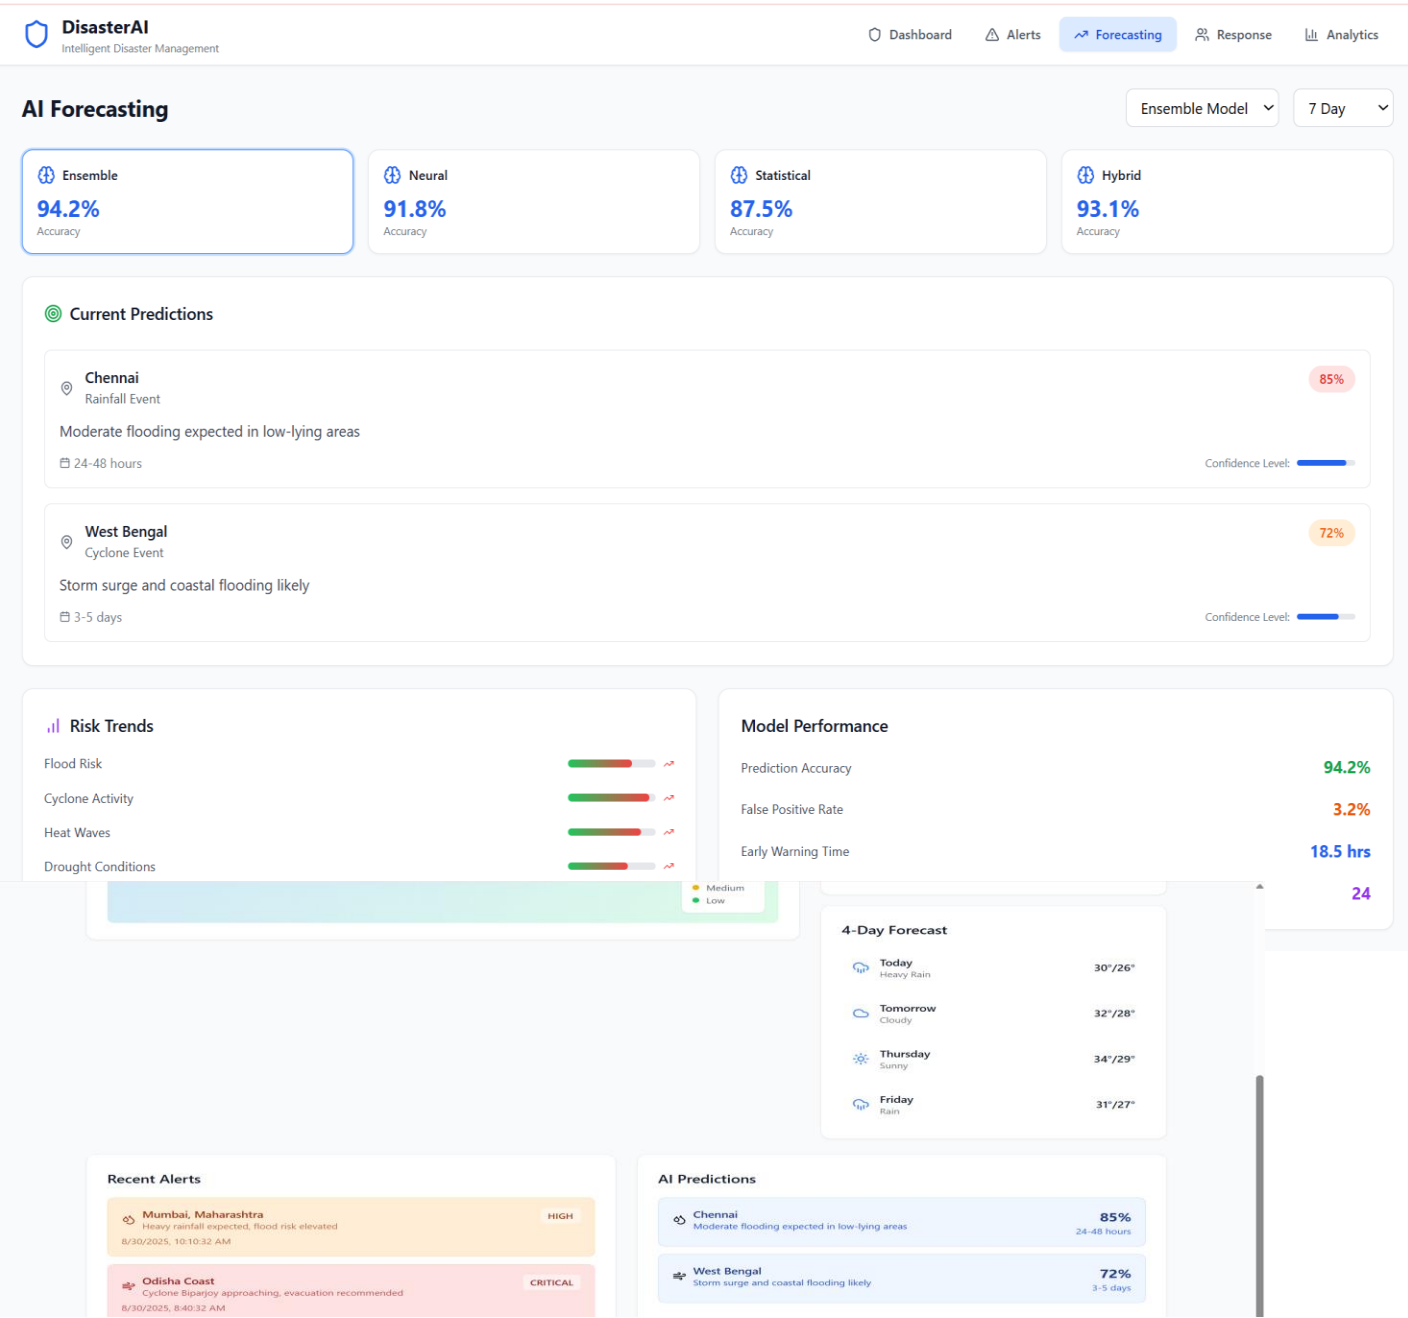 DisasterAI
Intelligent Disaster Management
Dashboard
Alerts
Forecasting
Response
Analytics
AI Forecasting
Ensemble Model
7 Day
Ensemble
94.2%
Accuracy
Neural
91.8%
Accuracy
Statistical
87.5%
Accuracy
Hybrid
93.1%
Accuracy
Current Predictions
Chennai
Rainfall Event
85%
Moderate flooding expected in low-lying areas
24-48 hours
Confidence Level:
West Bengal
Cyclone Event
72%
Storm surge and coastal flooding likely
3-5 days
Confidence Level:
Risk Trends
Flood Risk
Cyclone Activity
Heat Waves
Drought Conditions
Model Performance
Prediction Accuracy
94.2%
False Positive Rate
3.2%
Early Warning Time
18.5 hrs
24
Medium
Low
4-Day Forecast
Today
Heavy Rain
30°/26°
Tomorrow
Cloudy
32°/28°
Thursday
Sunny
34°/29°
Friday
Rain
31°/27°
Recent Alerts
Mumbai, Maharashtra
Heavy rainfall expected, flood risk elevated
HIGH
8/30/2025, 10:10:32 AM
Odisha Coast
Cyclone Biparjoy approaching, evacuation recommended
CRITICAL
8/30/2025, 8:40:32 AM
AI Predictions
Chennai
Moderate flooding expected in low-lying areas
85%
24-48 hours
West Bengal
Storm surge and coastal flooding likely
72%
3-5 days